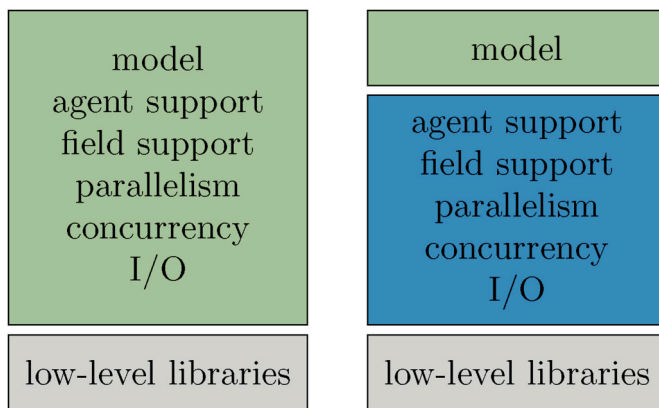 model
agent support
field support
parallelism
concurrency
I/O
low-level libraries
model
agent support
field support
parallelism
concurrency
I/O
low-level libraries